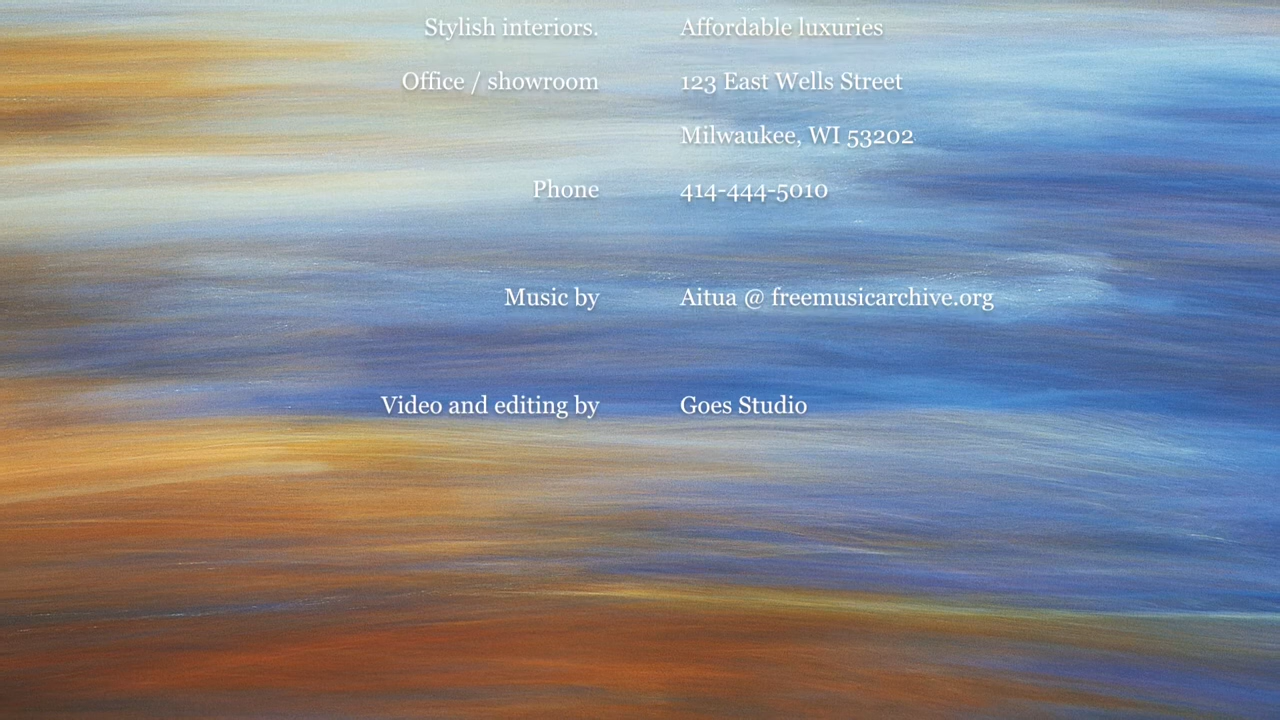 Stylish interiors. Affordable luxuries
Office / showroom 123 East Wells Street
Milwaukee, WI 53202
Phone 414-444-5010
Music by Aitua @ freemusicarchive.org
Video and editing by Goes Studio